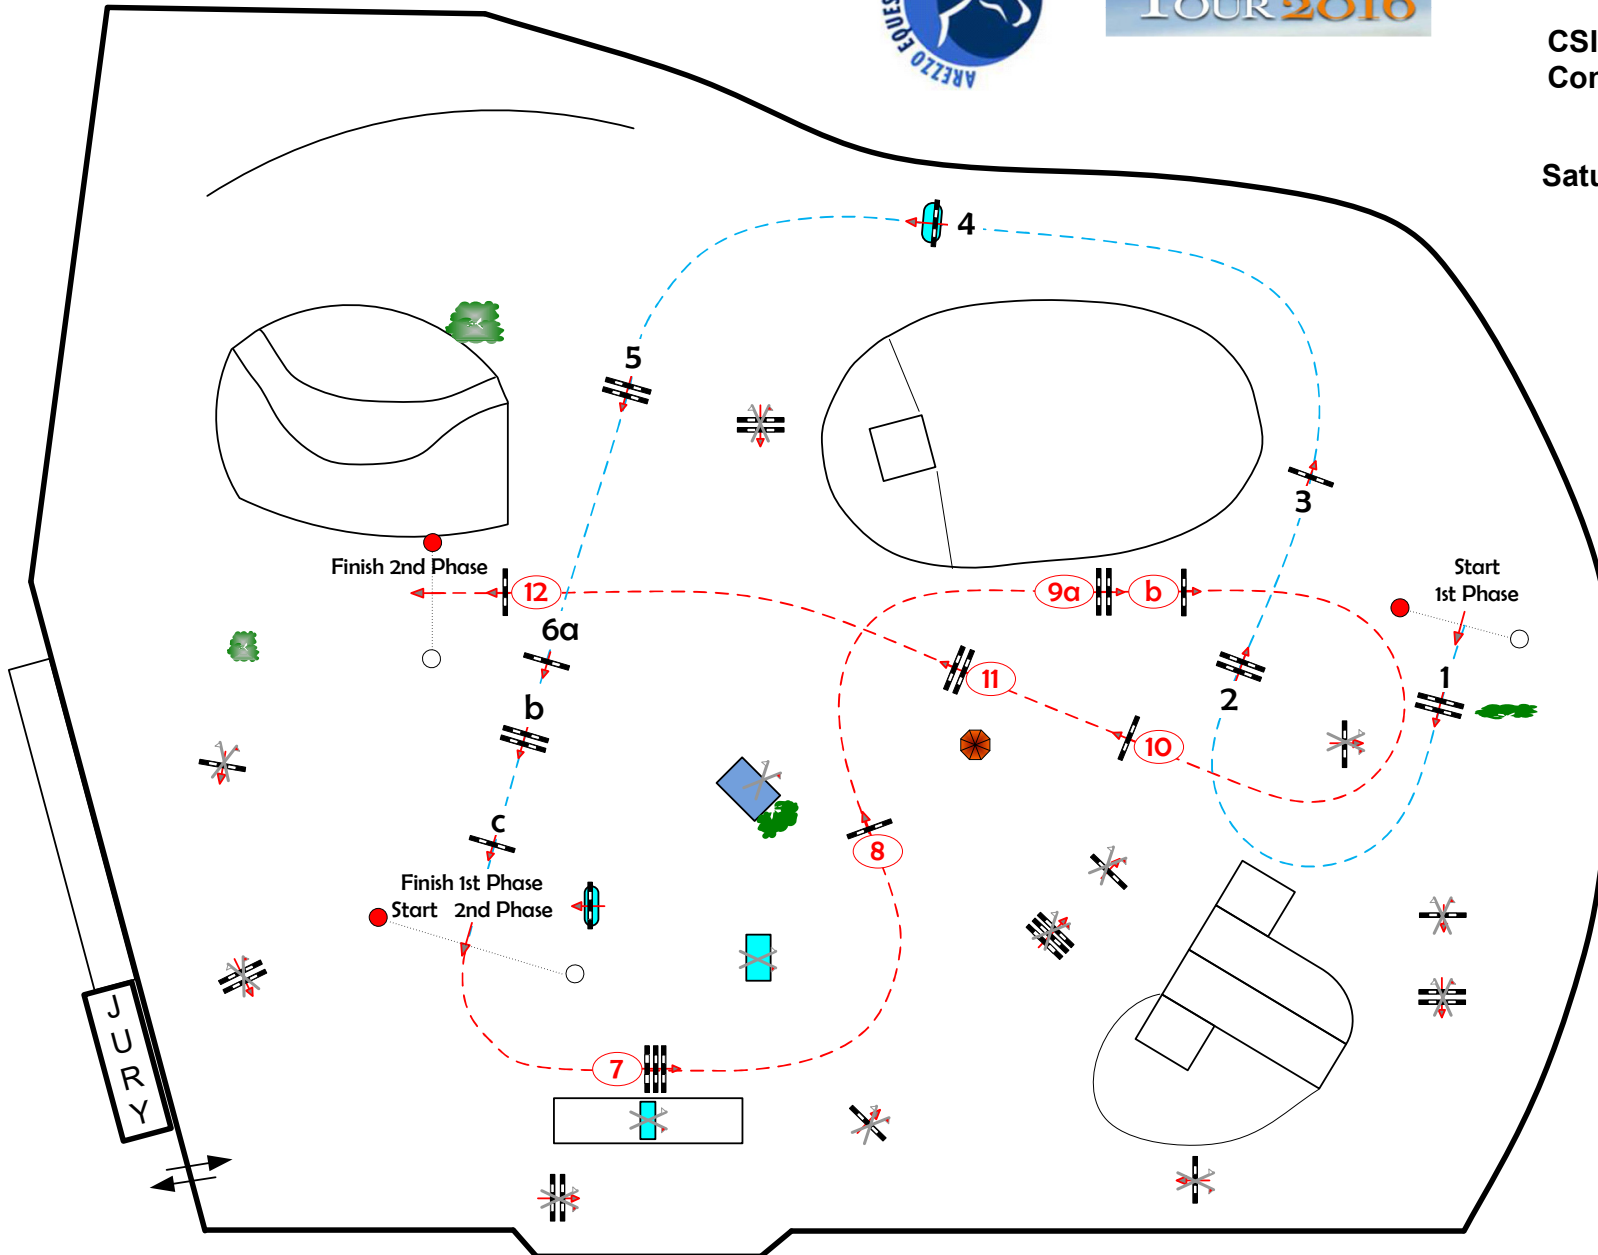 TOUR 2016
AREZZO EQUES
CSI
Cor
Satu
4
5
3
Finish 2nd Phase
12
9a
b
Start
1st Phase
6a
11
2
1
b
10
c
8
Finish 1st Phase
Start 2nd Phase
7
JURY